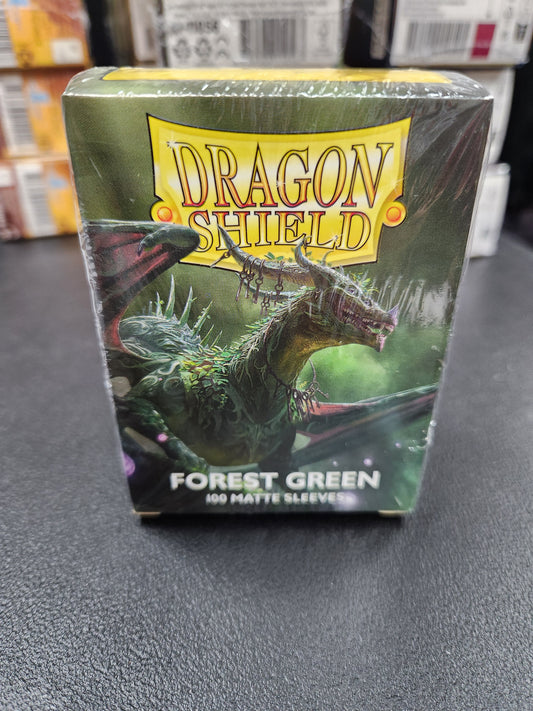 DRAGON
SHIELD
FOREST GREEN
100 MATTE SLEEVES